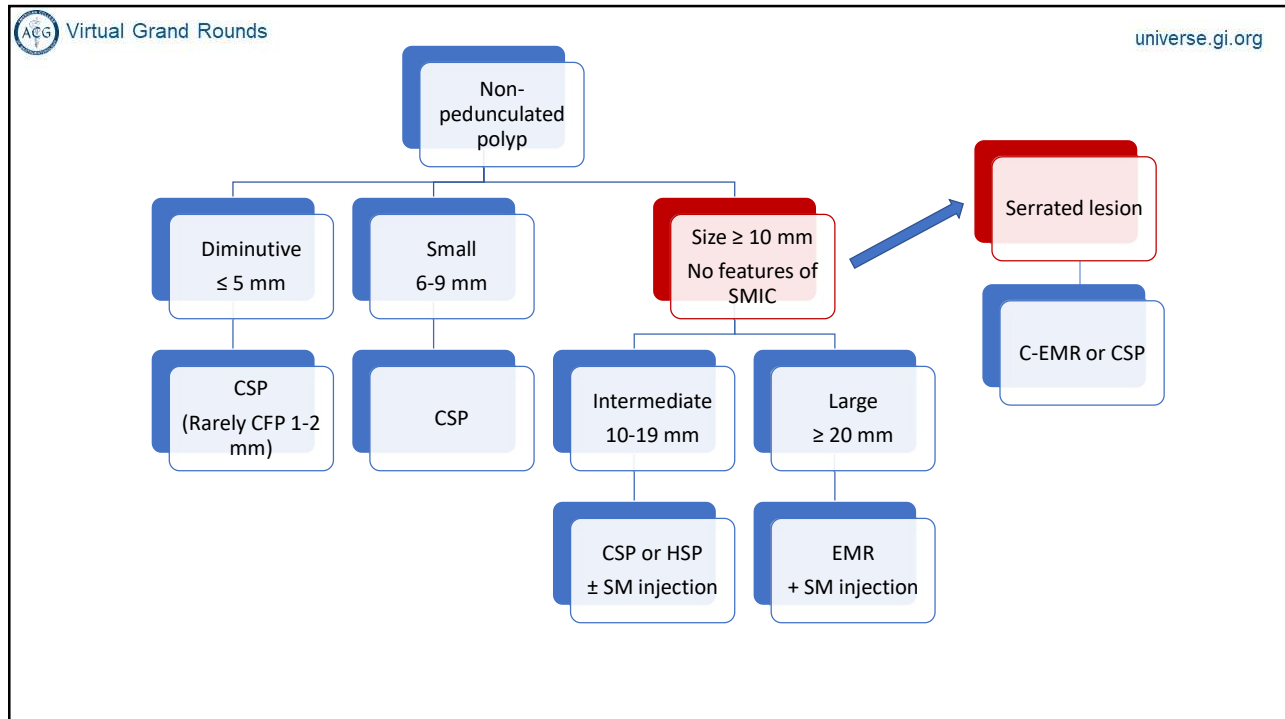 ACG
Virtual Grand Rounds
universe.gi.org
Non-
pedunculated
polyp
Serrated lesion
Diminutive
≤ 5 mm
Small
6-9 mm
Size ≥ 10 mm
No features of
SMIC
C-EMR or CSP
CSP
(Rarely CFP 1-2
mm)
CSP
Intermediate
10-19 mm
Large
≥ 20 mm
CSP or HSP
± SM injection
EMR
+ SM injection